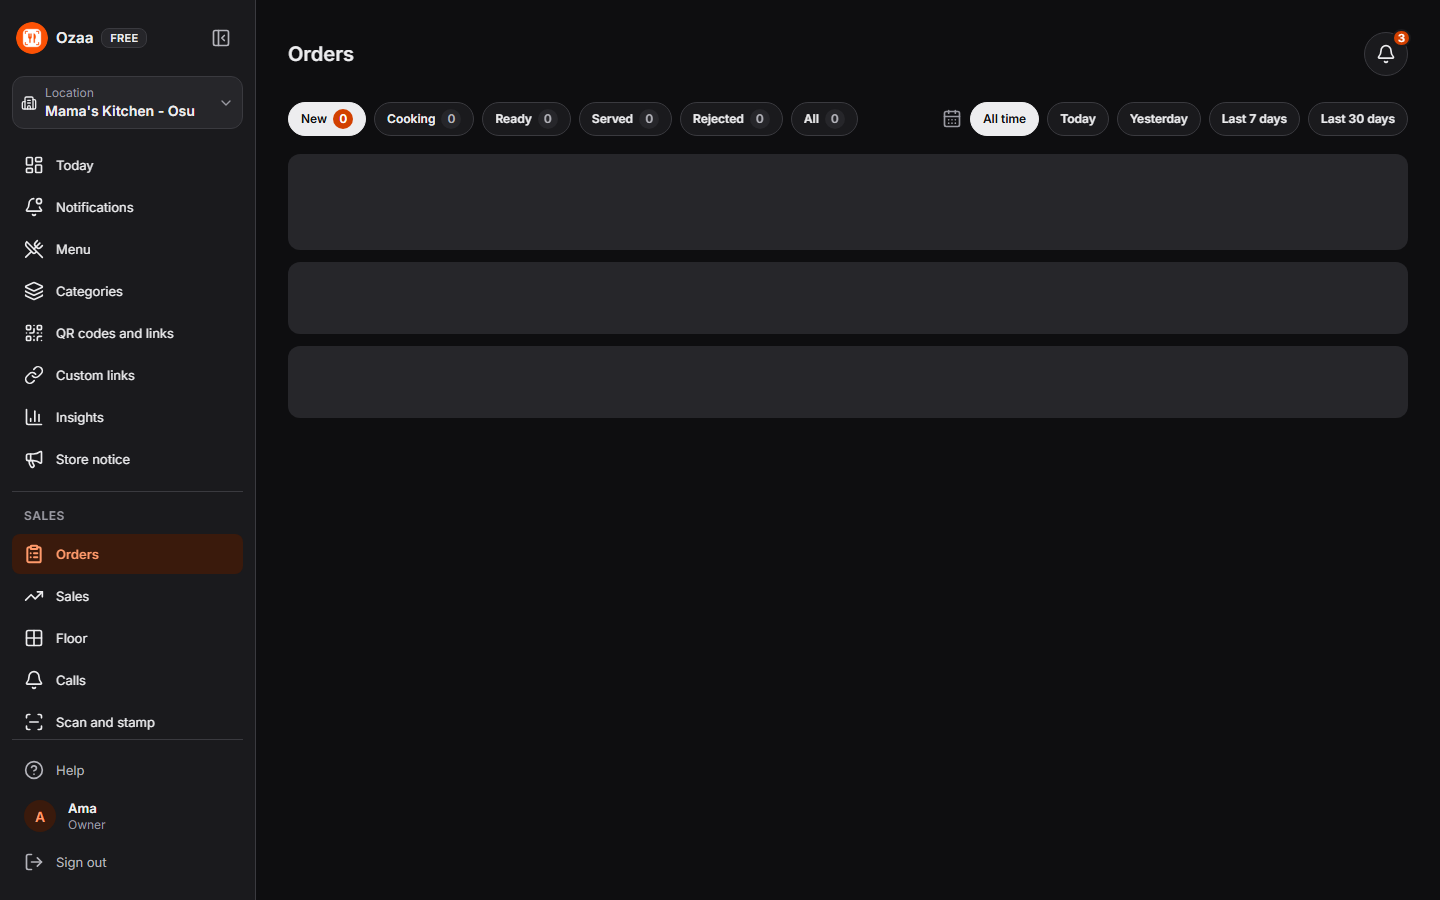 Ozaa FREE
Location
Mama's Kitchen - Osu
Today
Notifications
Menu
Categories
QR codes and links
Custom links
Insights
Store notice
SALES
Orders
Sales
Floor
Calls
Scan and stamp
Help
A
Ama
Owner
Sign out
Orders
3
New 0 Cooking 0 Ready 0 Served 0 Rejected 0 All 0 All time Today Yesterday Last 7 days Last 30 days